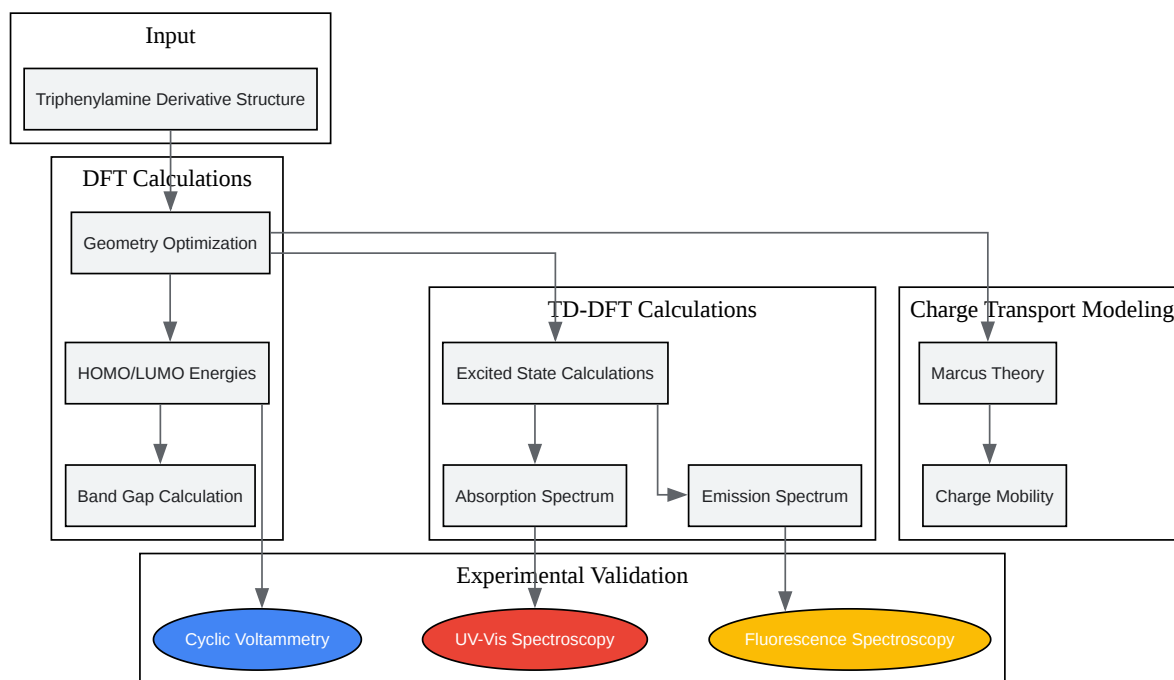 Input
Triphenylamine Derivative Structure
DFT Calculations
Geometry Optimization
TD-DFT Calculations
Charge Transport Modeling
HOMO/LUMO Energies
Excited State Calculations
Marcus Theory
Band Gap Calculation
Absorption Spectrum
Emission Spectrum
Charge Mobility
Experimental Validation
Cyclic Voltammetry
UV-Vis Spectroscopy
Fluorescence Spectroscopy